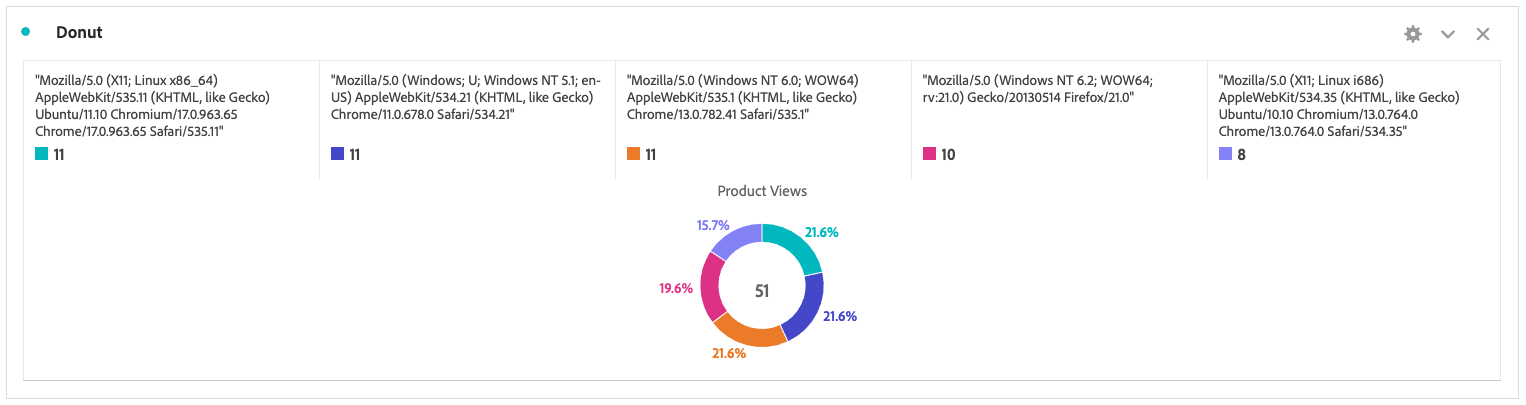 Donut
"Mozilla/5.0 (X11; Linux x86_64)
AppleWebKit/535.11 (KHTML, like Gecko)
Ubuntu/11.10 Chromium/17.0.963.65
Chrome/17.0.963.65 Safari/535.11"
11
"Mozilla/5.0 (Windows; U; Windows NT 5.1; en-
US) AppleWebKit/534.21 (KHTML, like Gecko)
Chrome/11.0.678.0 Safari/534.21"
11
"Mozilla/5.0 (Windows NT 6.0; WOW64)
AppleWebKit/535.1 (KHTML, like Gecko)
Chrome/13.0.782.41 Safari/535.1"
11
"Mozilla/5.0 (Windows NT 6.2; WOW64;
rv:21.0) Gecko/20130514 Firefox/21.0"
10
"Mozilla/5.0 (X11; Linux i686)
AppleWebKit/534.35 (KHTML, like Gecko)
Ubuntu/10.10 Chromium/13.0.764.0
Chrome/13.0.764.0 Safari/534.35"
8
Product Views
15.7%
21.6%
19.6%
51
21.6%
21.6%